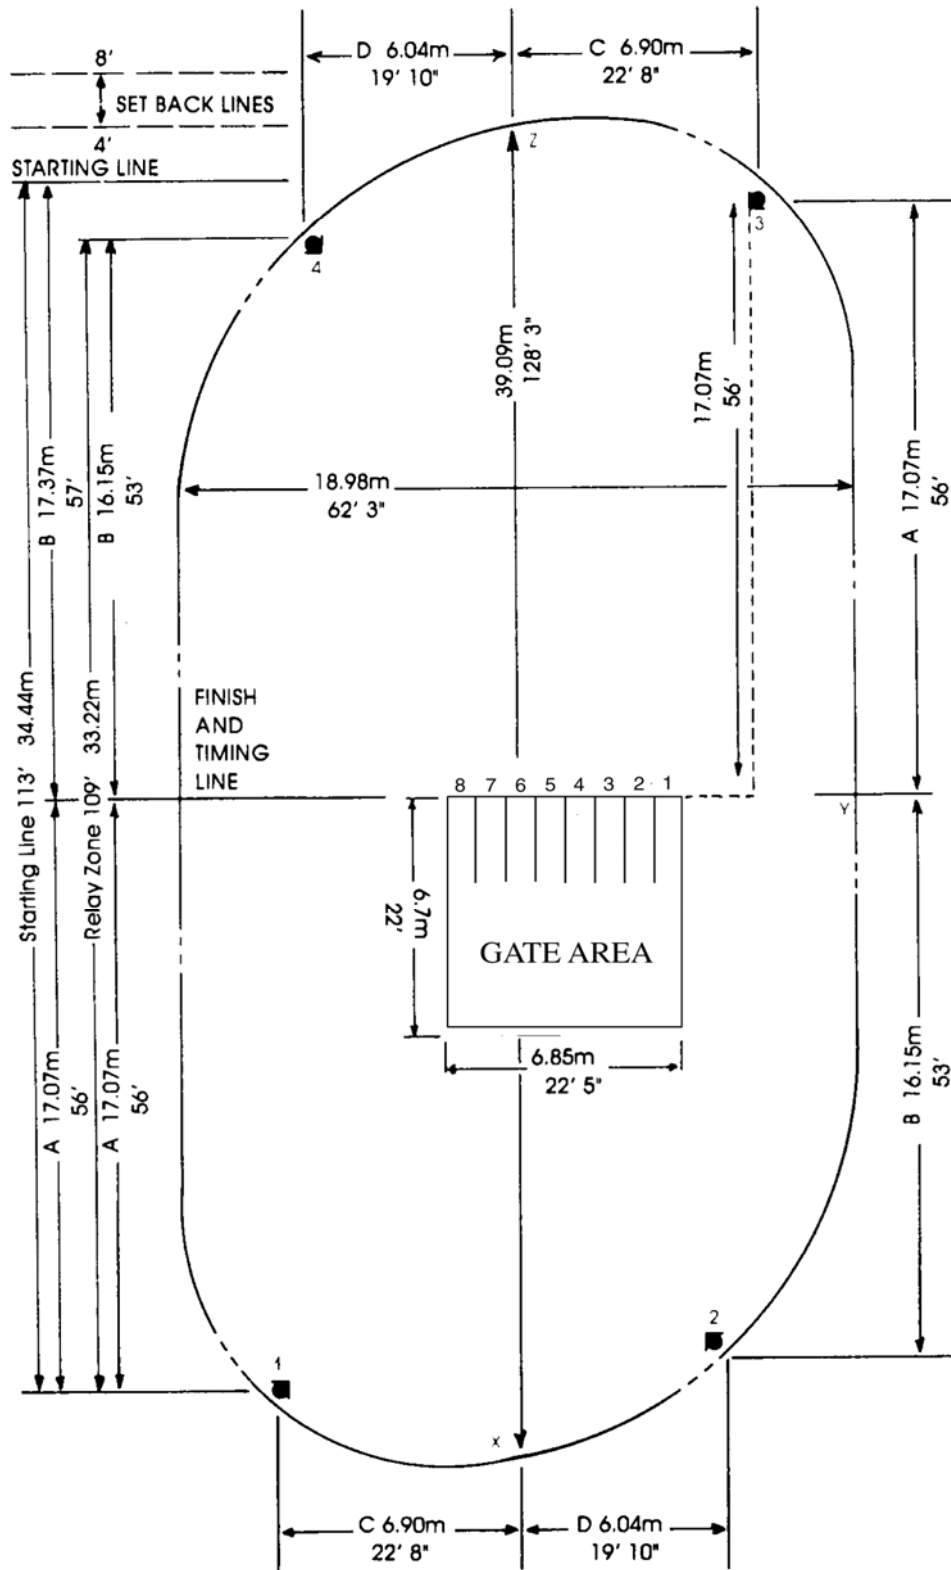 D 6.04m
19' 10"
C 6.90m
22' 8"
8'
SET BACK LINES
4'
STARTING LINE
Z
3
4
39.09m
128' 3"
17.07m
56'
18.98m
62' 3"
B 17.37m
57'
B 16.15m
53'
A 17.07m
56'
Starting Line 113' 34.44m
Relay Zone 109' 33.22m
FINISH
AND
TIMING
LINE
8 7 6 5 4 3 2 1
Y
6.7m
22'
GATE AREA
6.85m
22' 5"
A 17.07m
56'
A 17.07m
56'
B 16.15m
53'
2
1
X
C 6.90m
22' 8"
D 6.04m
19' 10"